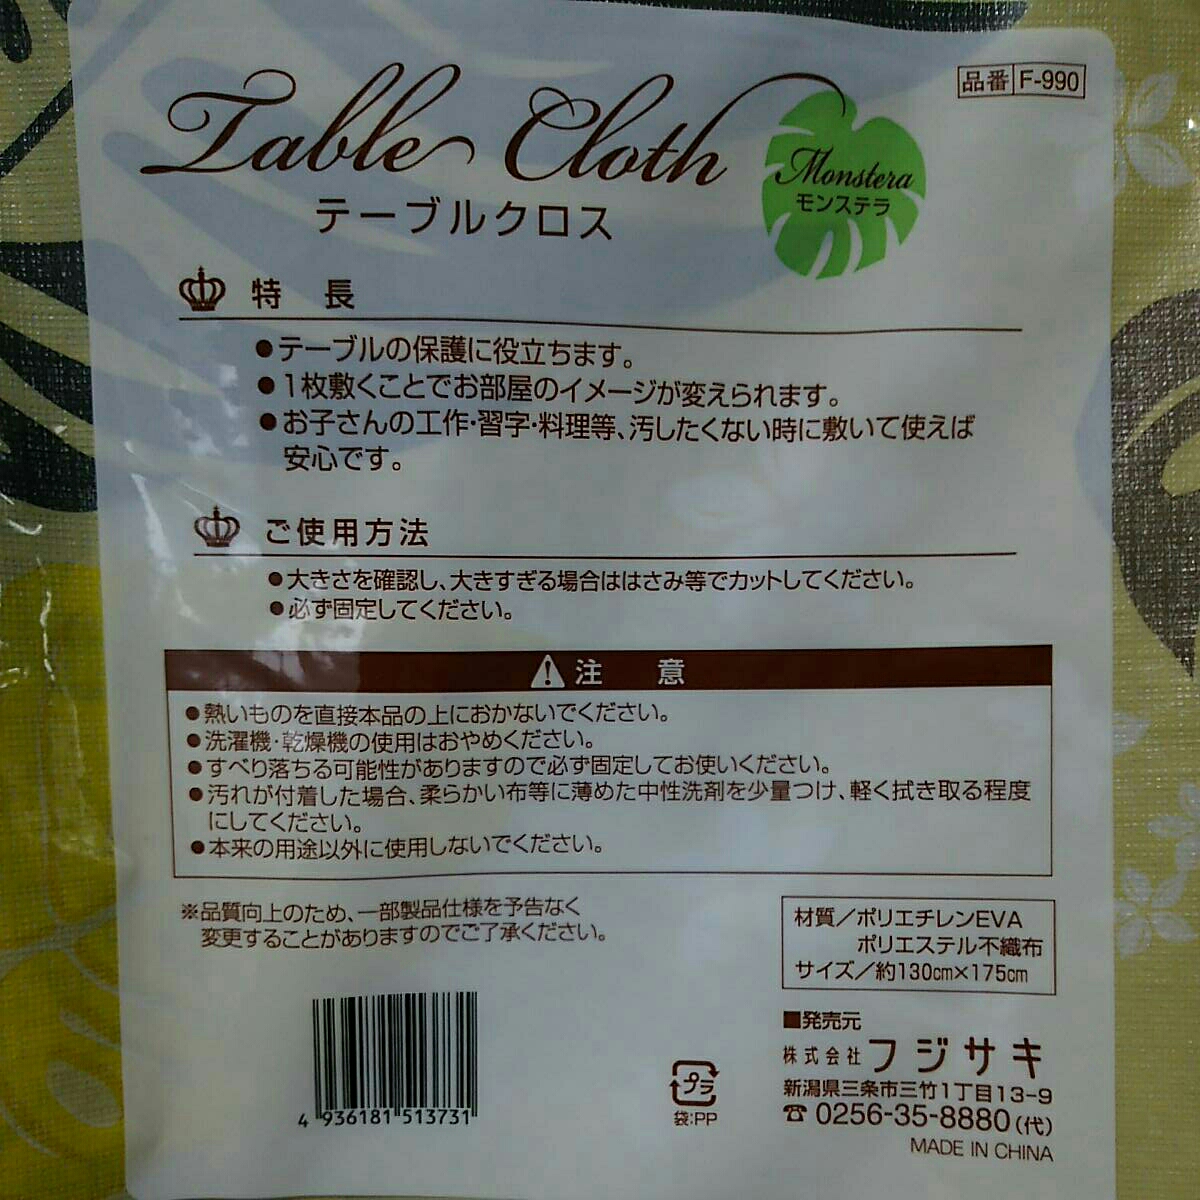 品番 F-990
Table Cloth
Monstera
モンステラ
テーブルクロス
特 長
●テーブルの保護に役立ちます。
●1枚敷くことでお部屋のイメージが変えられます。
●お子さんの工作・習字・料理等、汚したくない時に敷いて使えば
安心です。
ご使用方法
●大きさを確認し、大きすぎる場合ははさみ等でカットしてください。
●必ず固定してください。
注 意
●熱いものを直接本品の上におかないでください。
●洗濯機・乾燥機の使用はおやめください。
●すべり落ちる可能性がありますので必ず固定してお使いください。
●汚れが付着した場合、柔らかい布等に薄めた中性洗剤を少量つけ、軽く拭き取る程度
にしてください。
●本来の用途以外に使用しないでください。
※品質向上のため、一部製品仕様を予告なく
変更することがありますのでご了承ください。
材質/ポリエチレンEVA
ポリエステル不織布
サイズ/約130cm×175cm
■発売元
株式会社フジサキ
新潟県三条市三竹1丁目13-9
☎0256-35-8880(代)
MADE IN CHINA
プラ
袋:PP
4 936181 513731